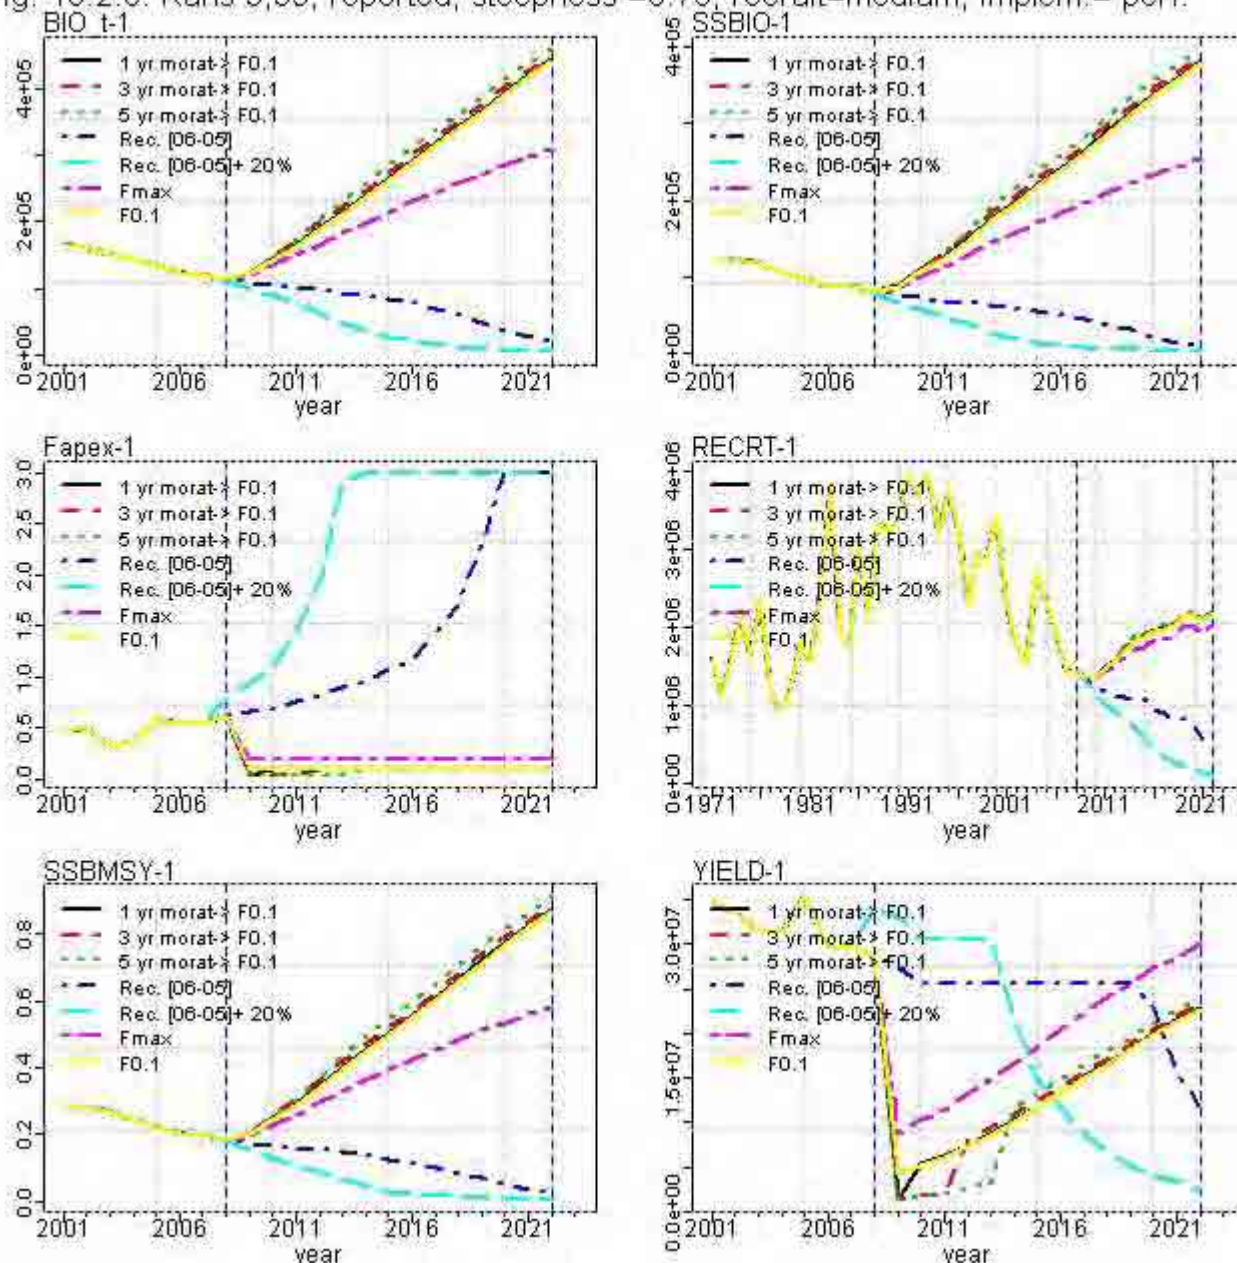 reported, steepness
BIO_t-1
1 yr morat-> F0.1
3 yr morat-> F0.1
5 yr morat-> F0.1
Rec. [06-05]
Rec. [06-05]+ 20%
Fmax
F0.1
0e+00 2e+05 4e+05
2001 2006 2011 2016 2021
year
SSBIO-1
1 yr morat-> F0.1
3 yr morat-> F0.1
5 yr morat-> F0.1
Rec. [06-05]
Rec. [06-05]+ 20%
Fmax
F0.1
0e+00 2e+05 4e+05
2001 2006 2011 2016 2021
year
Fapex-1
1 yr morat-> F0.1
3 yr morat-> F0.1
5 yr morat-> F0.1
Rec. [06-05]
Rec. [06-05]+ 20%
Fmax
F0.1
0.0 0.5 1.0 1.5 2.0 2.5 3.0
2001 2006 2011 2016 2021
year
RECRT-1
1 yr morat-> F0.1
3 yr morat-> F0.1
5 yr morat-> F0.1
Rec. [06-05]
Rec. [06-05]+ 20%
Fmax
F0.1
0e+00 1e+06 2e+06 3e+06 4e+06
1971 1981 1991 2001 2011 2021
year
SSBMSY-1
1 yr morat-> F0.1
3 yr morat-> F0.1
5 yr morat-> F0.1
Rec. [06-05]
Rec. [06-05]+ 20%
Fmax
F0.1
0.0 0.2 0.4 0.6 0.8
2001 2006 2011 2016 2021
year
YIELD-1
1 yr morat-> F0.1
3 yr morat-> F0.1
5 yr morat-> F0.1
Rec. [06-05]
Rec. [06-05]+ 20%
Fmax
F0.1
0.0e+00 1.5e+07 3.0e+07
2001 2006 2011 2016 2021
year